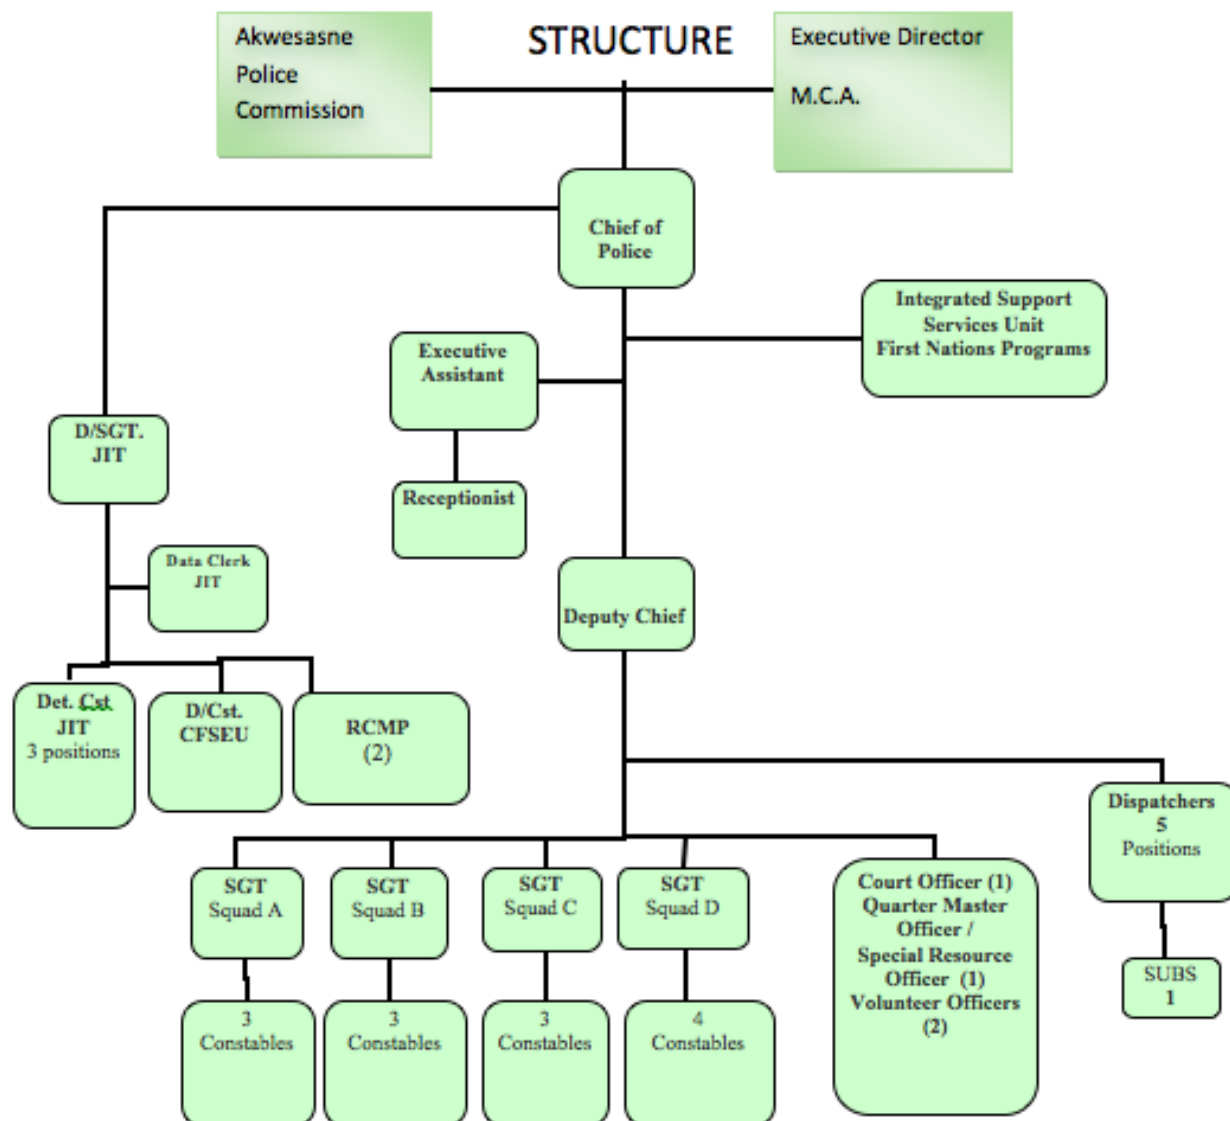 STRUCTURE
Akwesasne
Police
Commission
Executive Director
M.C.A.
Chief of
Police
Integrated Support
Services Unit
First Nations Programs
Executive
Assistant
Receptionist
D/SGT.
JIT
Data Clerk
JIT
Deputy Chief
Det. Cst
JIT
3 positions
D/Cst.
CFSEU
RCMP
(2)
Dispatchers
5
Positions
SUBS
1
SGT
Squad A
SGT
Squad B
SGT
Squad C
SGT
Squad D
Court Officer (1)
Quarter Master
Officer /
Special Resource
Officer (1)
Volunteer Officers
(2)
3
Constables
3
Constables
3
Constables
4
Constables